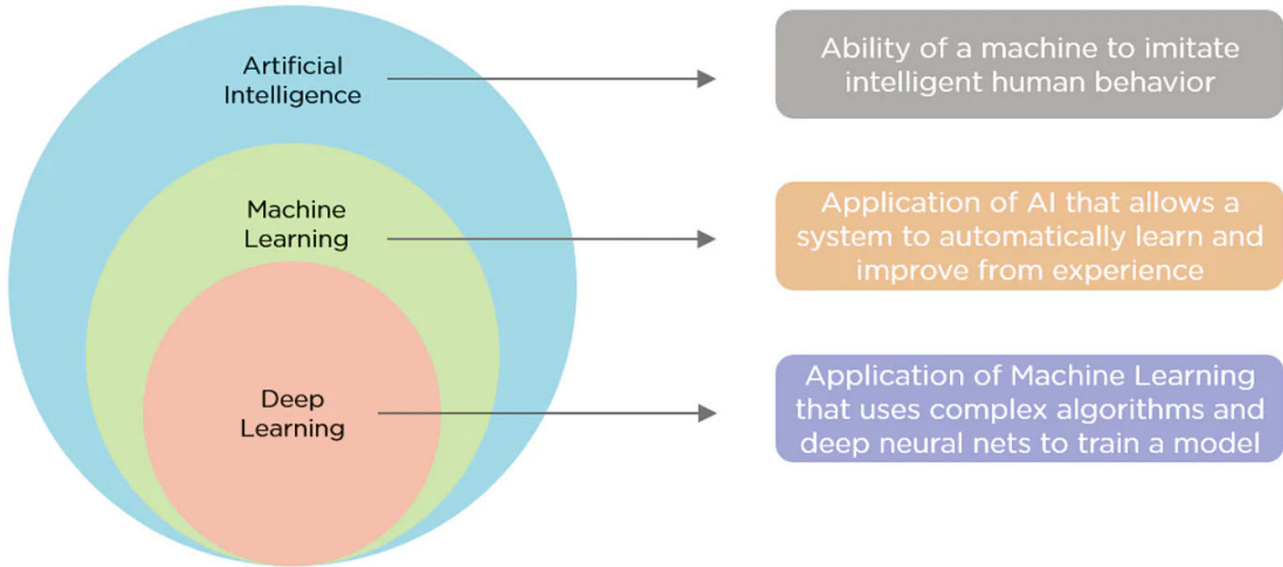 Artificial
Intelligence
Ability of a machine to imitate
intelligent human behavior
Machine
Learning
Application of AI that allows a
system to automatically learn and
improve from experience
Deep
Learning
Application of Machine Learning
that uses complex algorithms and
deep neural nets to train a model